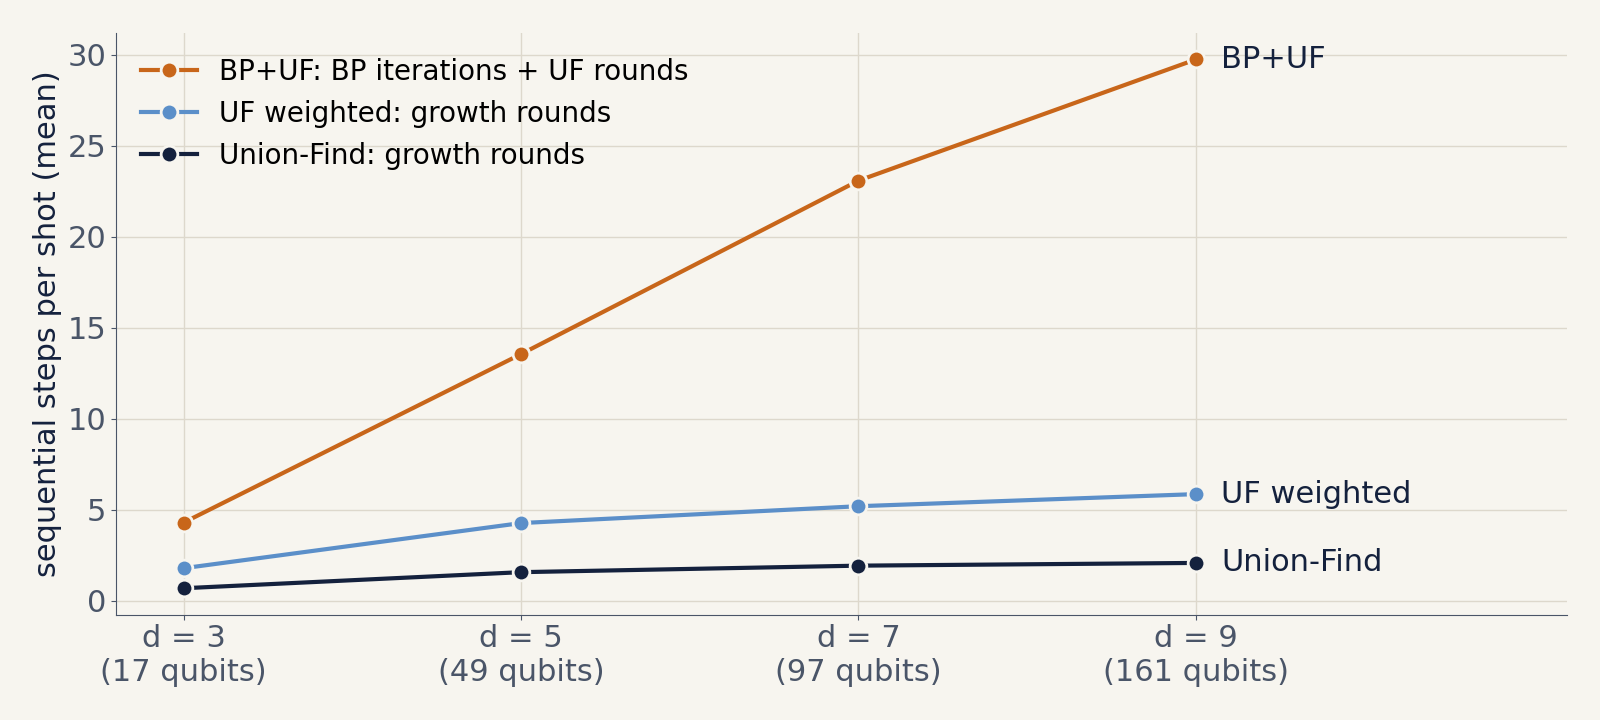 sequential steps per shot (mean)
30
25
20
15
10
5
0
BP+UF: BP iterations + UF rounds
UF weighted: growth rounds
Union-Find: growth rounds
BP+UF
UF weighted
Union-Find
d = 3
(17 qubits)
d = 5
(49 qubits)
d = 7
(97 qubits)
d = 9
(161 qubits)